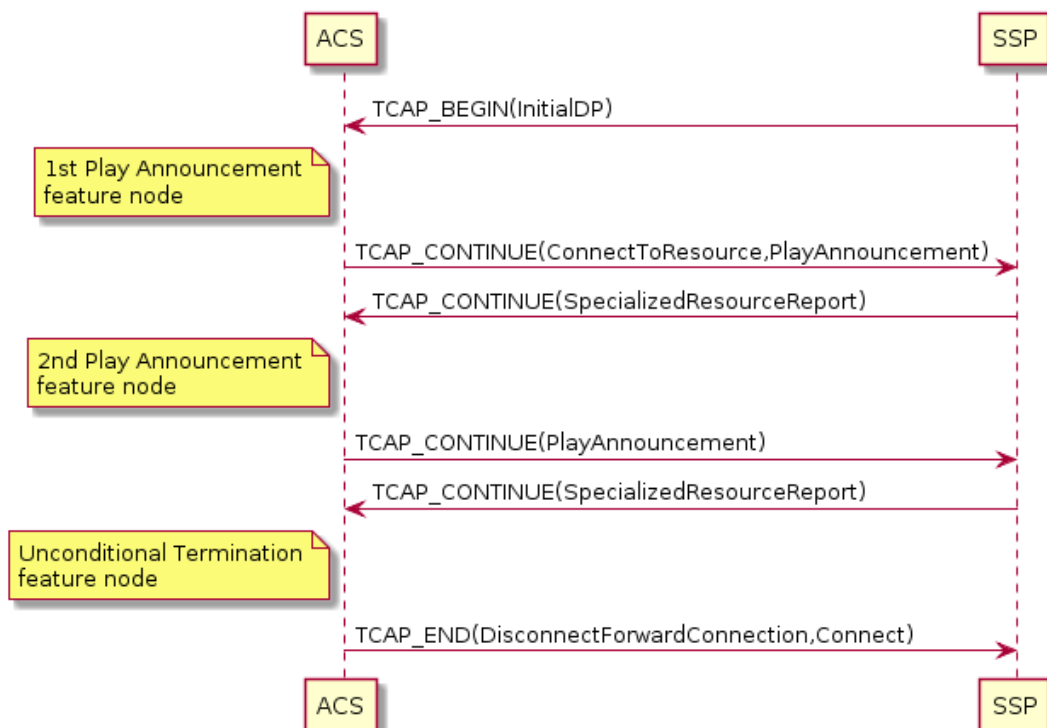 ACS
SSP
TCAP_BEGIN(InitialDP)
1st Play Announcement
feature node
TCAP_CONTINUE(ConnectToResource,PlayAnnouncement)
TCAP_CONTINUE(SpecializedResourceReport)
2nd Play Announcement
feature node
TCAP_CONTINUE(PlayAnnouncement)
TCAP_CONTINUE(SpecializedResourceReport)
Unconditional Termination
feature node
TCAP_END(DisconnectForwardConnection,Connect)
ACS
SSP